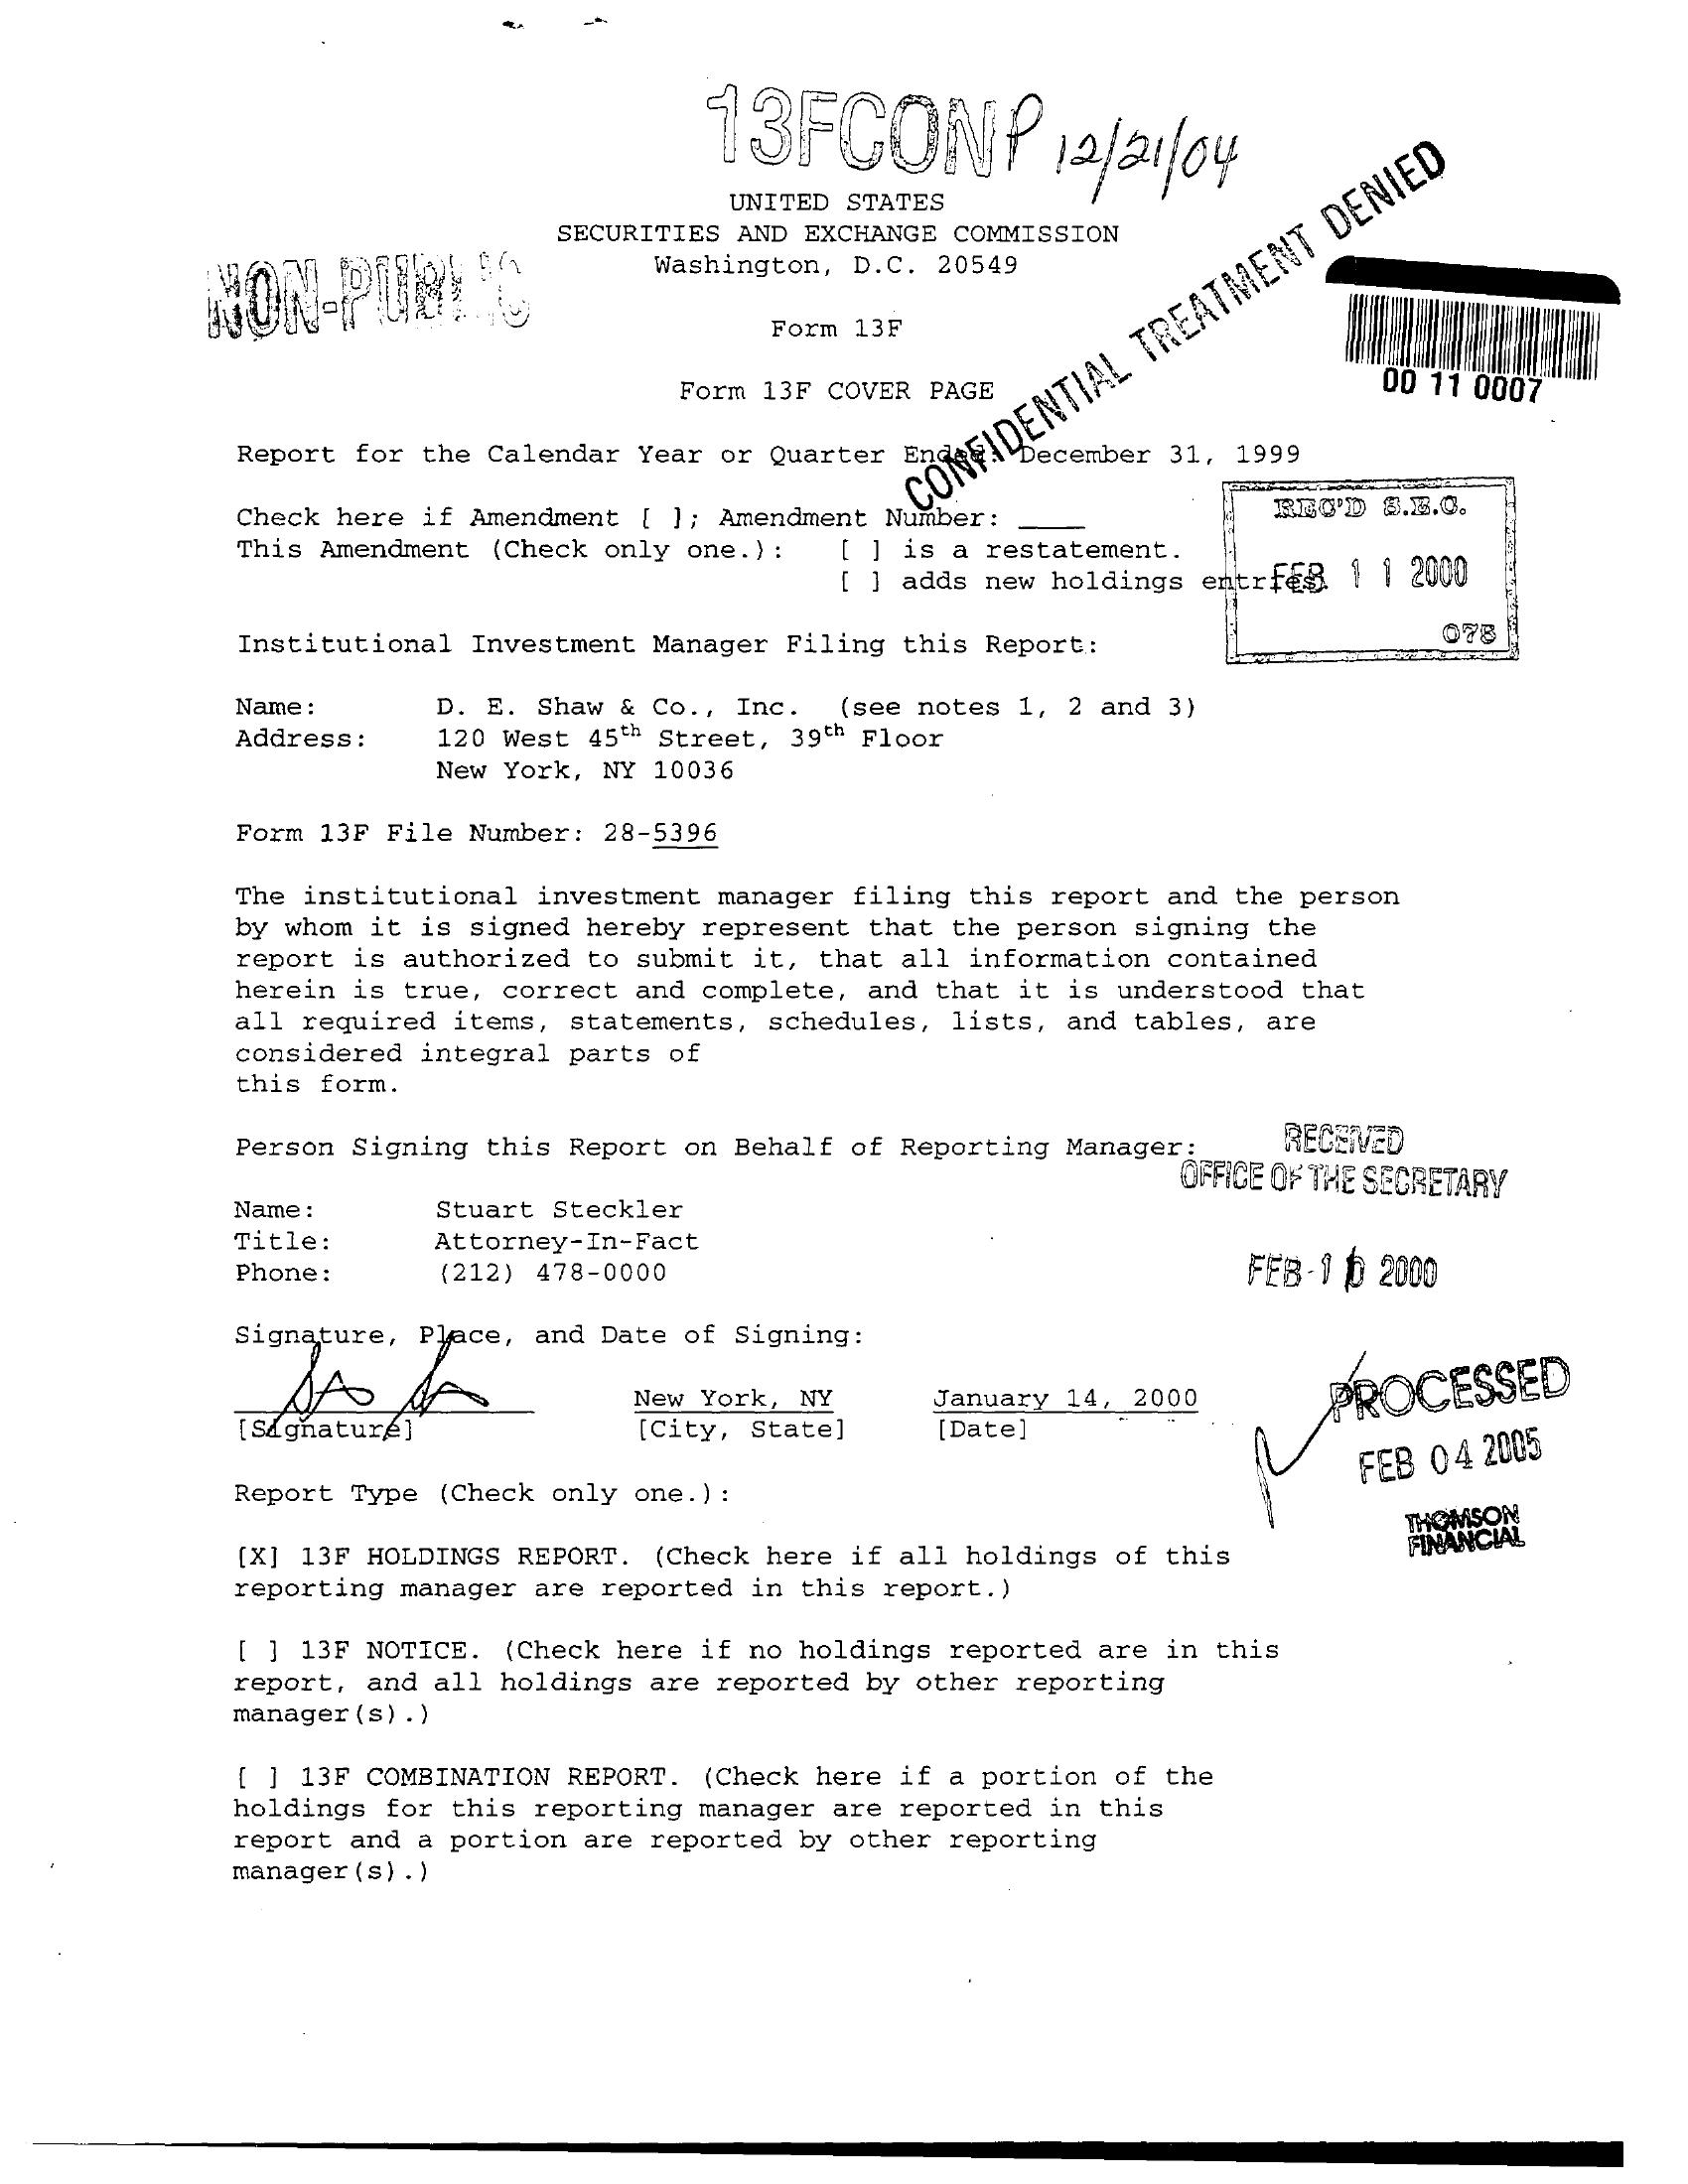 13FCONP 12/21/04
UNITED STATES
SECURITIES AND EXCHANGE COMMISSION
Washington, D.C. 20549
NON-PUBLIC
CONFIDENTIAL TREATMENT DENIED
Form 13F
00 11 0007
Form 13F COVER PAGE
Report for the Calendar Year or Quarter Ended: December 31, 1999
Check here if Amendment [ ]; Amendment Number: ____
This Amendment (Check only one.): [ ] is a restatement.
[ ] adds new holdings entries.
REC'D S.E.C.
FEB 1 1 2000
078
Institutional Investment Manager Filing this Report:
Name: D. E. Shaw & Co., Inc. (see notes 1, 2 and 3)
Address: 120 West 45th Street, 39th Floor
New York, NY 10036
Form 13F File Number: 28-5396
The institutional investment manager filing this report and the person
by whom it is signed hereby represent that the person signing the
report is authorized to submit it, that all information contained
herein is true, correct and complete, and that it is understood that
all required items, statements, schedules, lists, and tables, are
considered integral parts of
this form.
Person Signing this Report on Behalf of Reporting Manager:
RECEIVED
OFFICE OF THE SECRETARY
Name: Stuart Steckler
Title: Attorney-In-Fact
Phone: (212) 478-0000
FEB 1 0 2000
Signature, Place, and Date of Signing:
New York, NY January 14, 2000
[Signature] [City, State] [Date]
PROCESSED
FEB 04 2005
THOMSON
FINANCIAL
Report Type (Check only one.):
[X] 13F HOLDINGS REPORT. (Check here if all holdings of this
reporting manager are reported in this report.)
[ ] 13F NOTICE. (Check here if no holdings reported are in this
report, and all holdings are reported by other reporting
manager(s).)
[ ] 13F COMBINATION REPORT. (Check here if a portion of the
holdings for this reporting manager are reported in this
report and a portion are reported by other reporting
manager(s).)